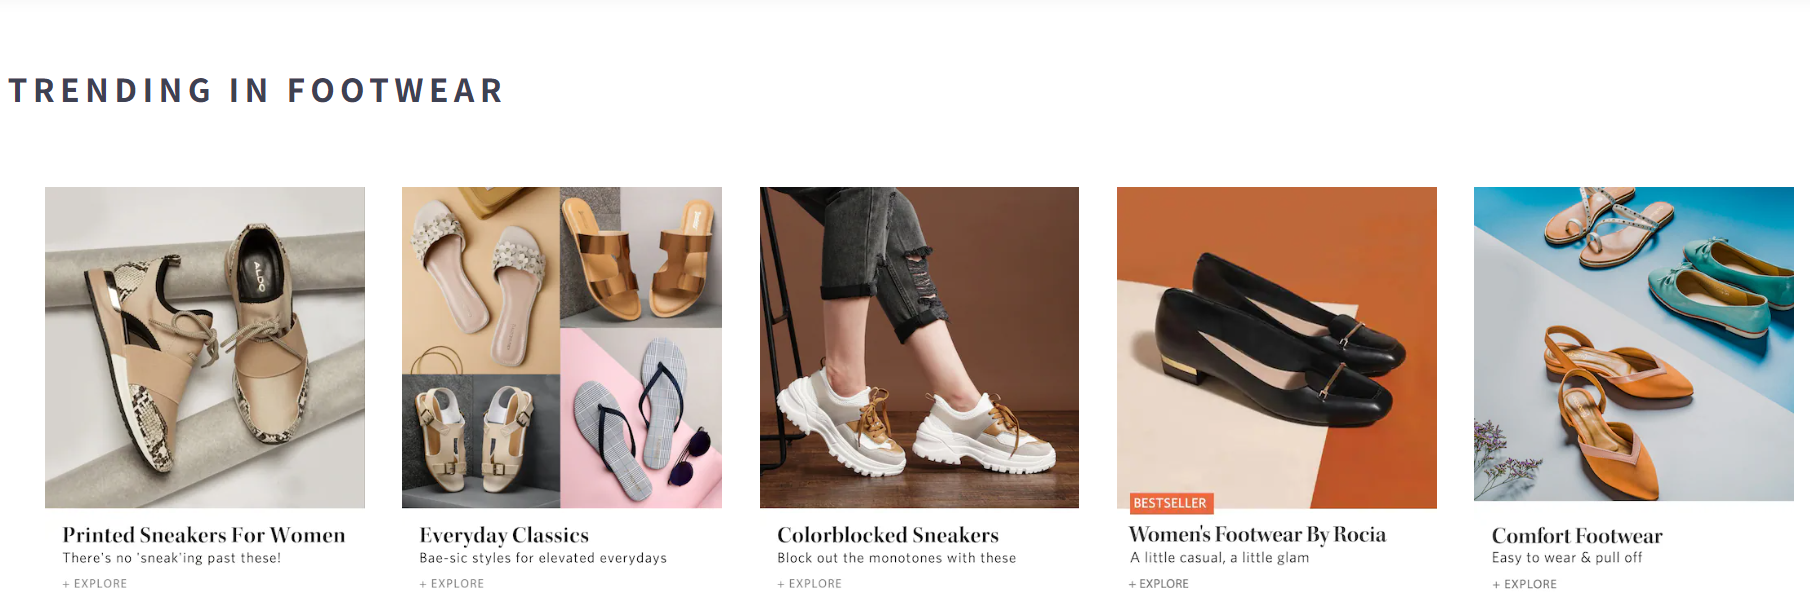 TRENDING IN FOOTWEAR
ALDO
BESTSELLER
Printed Sneakers For Women
There's no 'sneak'ing past these!
+ EXPLORE
Everyday Classics
Bae-sic styles for elevated everydays
+ EXPLORE
Colorblocked Sneakers
Block out the monotones with these
+ EXPLORE
Women's Footwear By Rocia
A little casual, a little glam
+ EXPLORE
Comfort Footwear
Easy to wear & pull off
+ EXPLORE